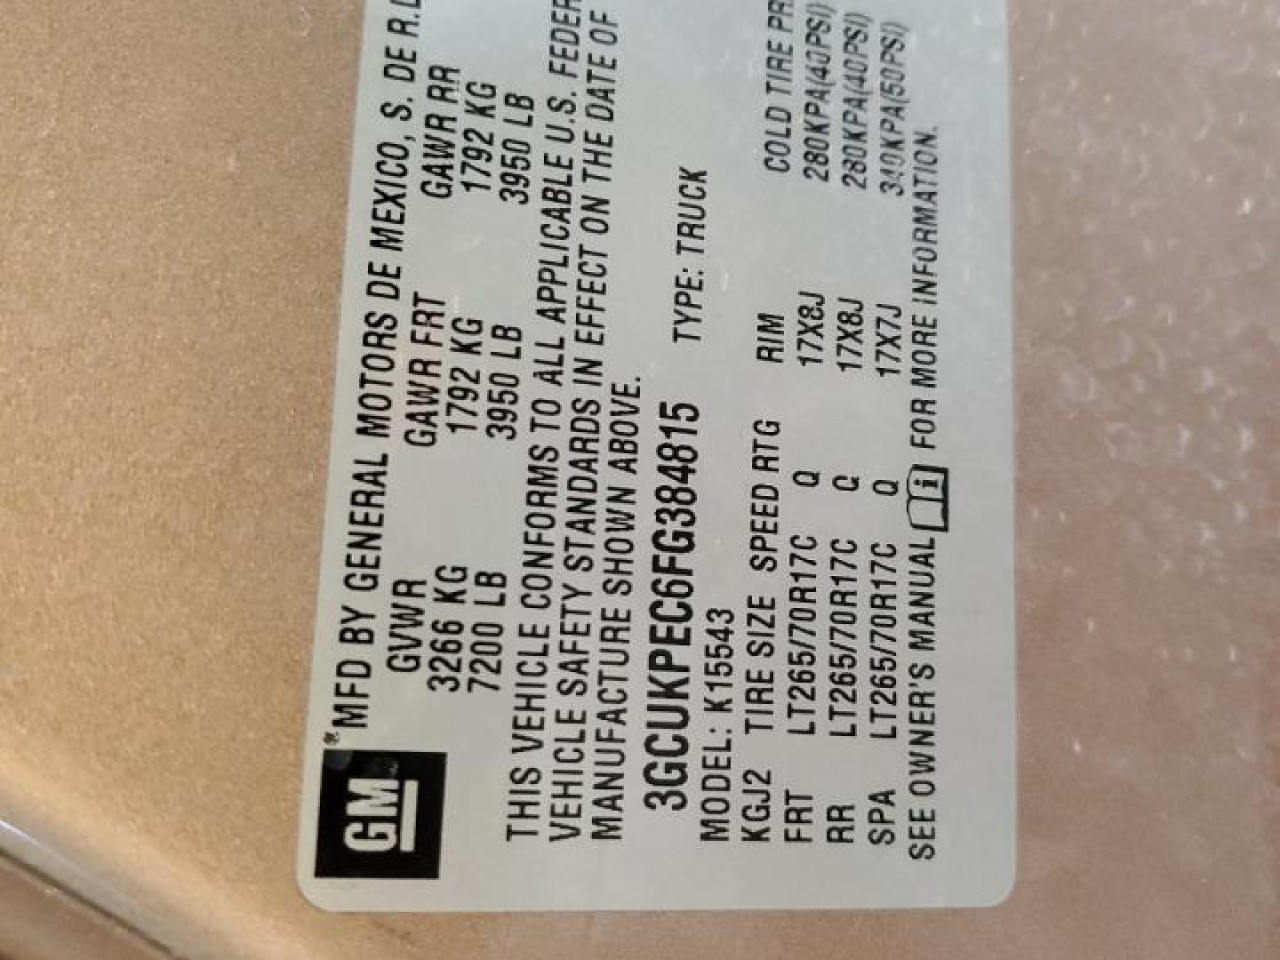 GM® MFD BY GENERAL MOTORS DE MEXICO, S. DE R.L
GVWR GAWR FRT GAWR RR
3266 KG 1792 KG 1792 KG
7200 LB 3950 LB 3950 LB
THIS VEHICLE CONFORMS TO ALL APPLICABLE U.S. FEDER
VEHICLE SAFETY STANDARDS IN EFFECT ON THE DATE OF
MANUFACTURE SHOWN ABOVE.
3GCUKPEC6FG384815 TYPE: TRUCK
MODEL: K15543
KGJ2 TIRE SIZE SPEED RTG RIM COLD TIRE PR
FRT LT265/70R17C Q 17X8J 280KPA(40PSI)
RR LT265/70R17C Q 17X8J 280KPA(40PSI)
SPA LT265/70R17C Q 17X7J 340KPA(50PSI)
SEE OWNER'S MANUAL i FOR MORE INFORMATION.